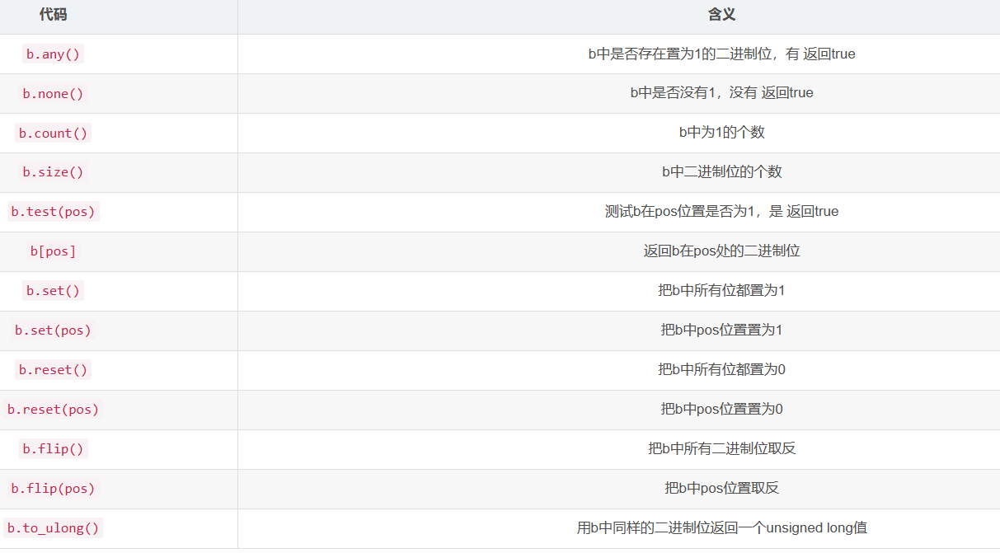 代码 含义
b.any() b中是否存在置为1的二进制位，有 返回true
b.none() b中是否没有1，没有 返回true
b.count() b中为1的个数
b.size() b中二进制位的个数
b.test(pos) 测试b在pos位置是否为1，是 返回true
b[pos] 返回b在pos处的二进制位
b.set() 把b中所有位都置为1
b.set(pos) 把b中pos位置置为1
b.reset() 把b中所有位都置为0
b.reset(pos) 把b中pos位置置为0
b.flip() 把b中所有二进制位取反
b.flip(pos) 把b中pos位置取反
b.to_ulong() 用b中同样的二进制位返回一个unsigned long值